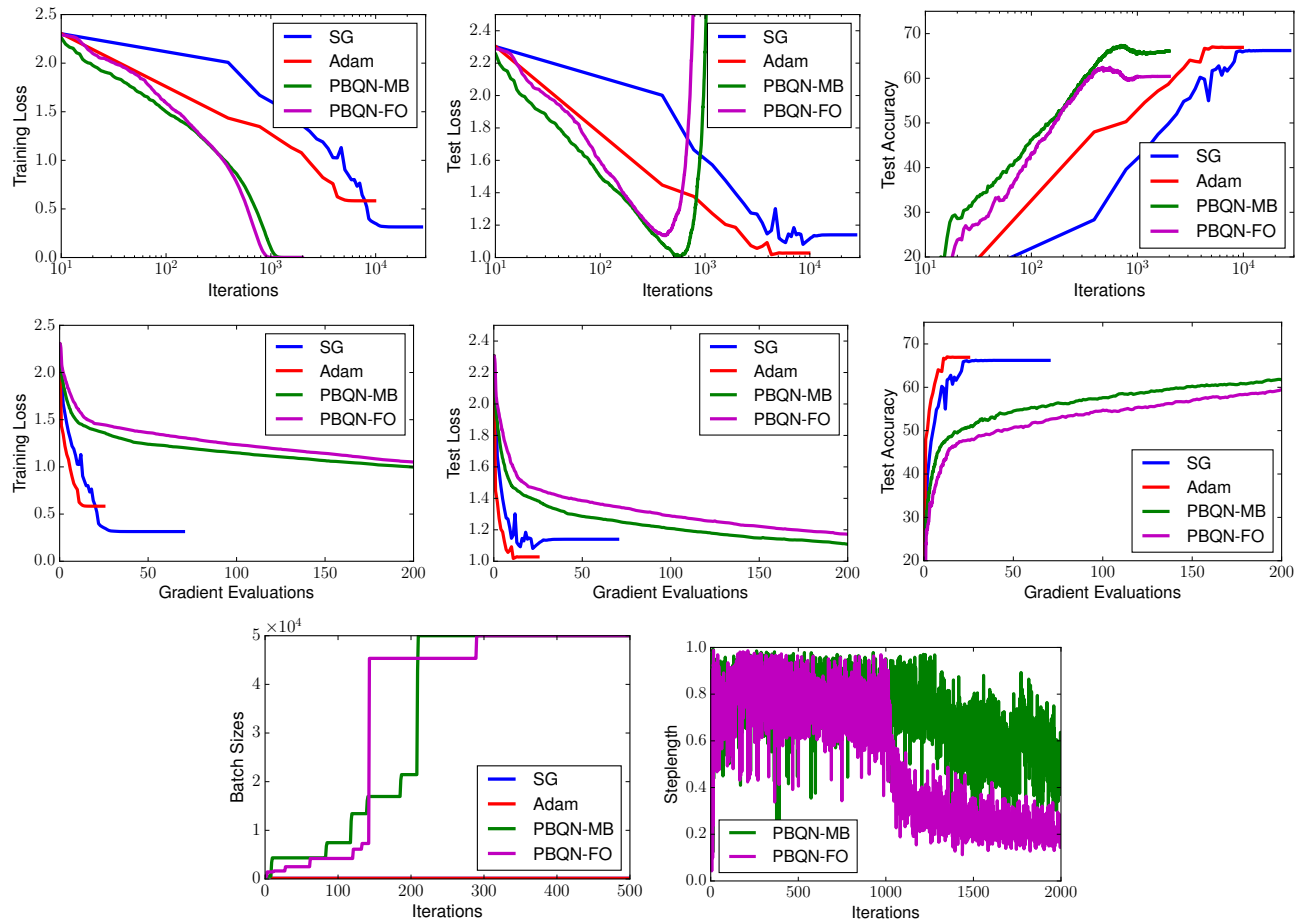 2.5
2.0
1.5
1.0
0.5
0.0
Training Loss
SG
Adam
PBQN-MB
PBQN-FO
10^1 10^2 10^3 10^4
Iterations
2.4
2.2
2.0
1.8
1.6
1.4
1.2
1.0
Test Loss
SG
Adam
PBQN-MB
PBQN-FO
10^1 10^2 10^3 10^4
Iterations
70
60
50
40
30
20
Test Accuracy
SG
Adam
PBQN-MB
PBQN-FO
10^1 10^2 10^3 10^4
Iterations
2.5
2.0
1.5
1.0
0.5
0.0
Training Loss
SG
Adam
PBQN-MB
PBQN-FO
0 50 100 150 200
Gradient Evaluations
2.4
2.2
2.0
1.8
1.6
1.4
1.2
1.0
Test Loss
SG
Adam
PBQN-MB
PBQN-FO
0 50 100 150 200
Gradient Evaluations
70
60
50
40
30
20
Test Accuracy
SG
Adam
PBQN-MB
PBQN-FO
0 50 100 150 200
Gradient Evaluations
×10^4
5
4
3
2
1
0
Batch Sizes
SG
Adam
PBQN-MB
PBQN-FO
0 100 200 300 400 500
Iterations
1.0
0.8
0.6
0.4
0.2
0.0
Steplength
PBQN-MB
PBQN-FO
0 500 1000 1500 2000
Iterations